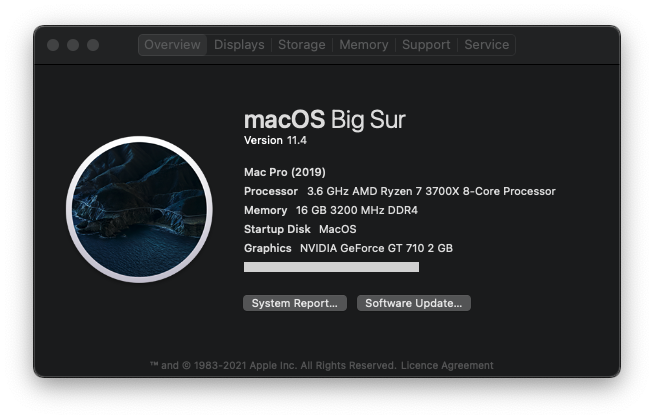 Overview Displays Storage Memory Support Service
macOS Big Sur
Version 11.4
Mac Pro (2019)
Processor 3.6 GHz AMD Ryzen 7 3700X 8-Core Processor
Memory 16 GB 3200 MHz DDR4
Startup Disk MacOS
Graphics NVIDIA GeForce GT 710 2 GB
System Report... Software Update...
™ and © 1983-2021 Apple Inc. All Rights Reserved. Licence Agreement